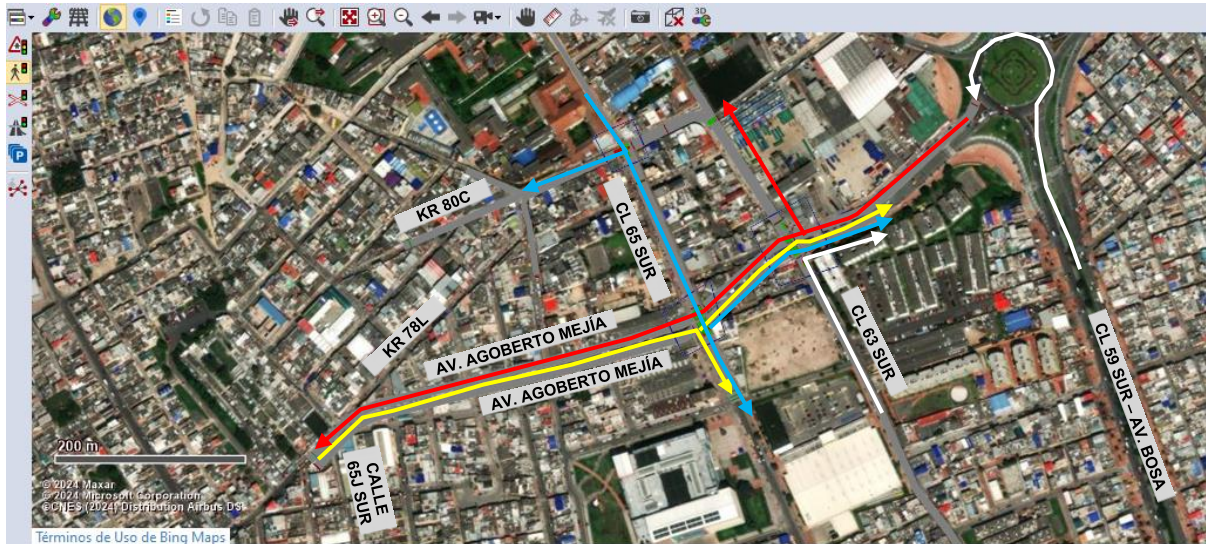 3D
P
KR 80C
CL 65 SUR
KR 78L
AV. AGOBERTO MEJÍA
AV. AGOBERTO MEJÍA
CL 63 SUR
CL 59 SUR – AV. BOSA
CALLE
65J SUR
200 m
© 2024 Maxar
© 2024 Microsoft Corporation
©CNES (2024) Distribution Airbus DS
Términos de Uso de Bing Maps